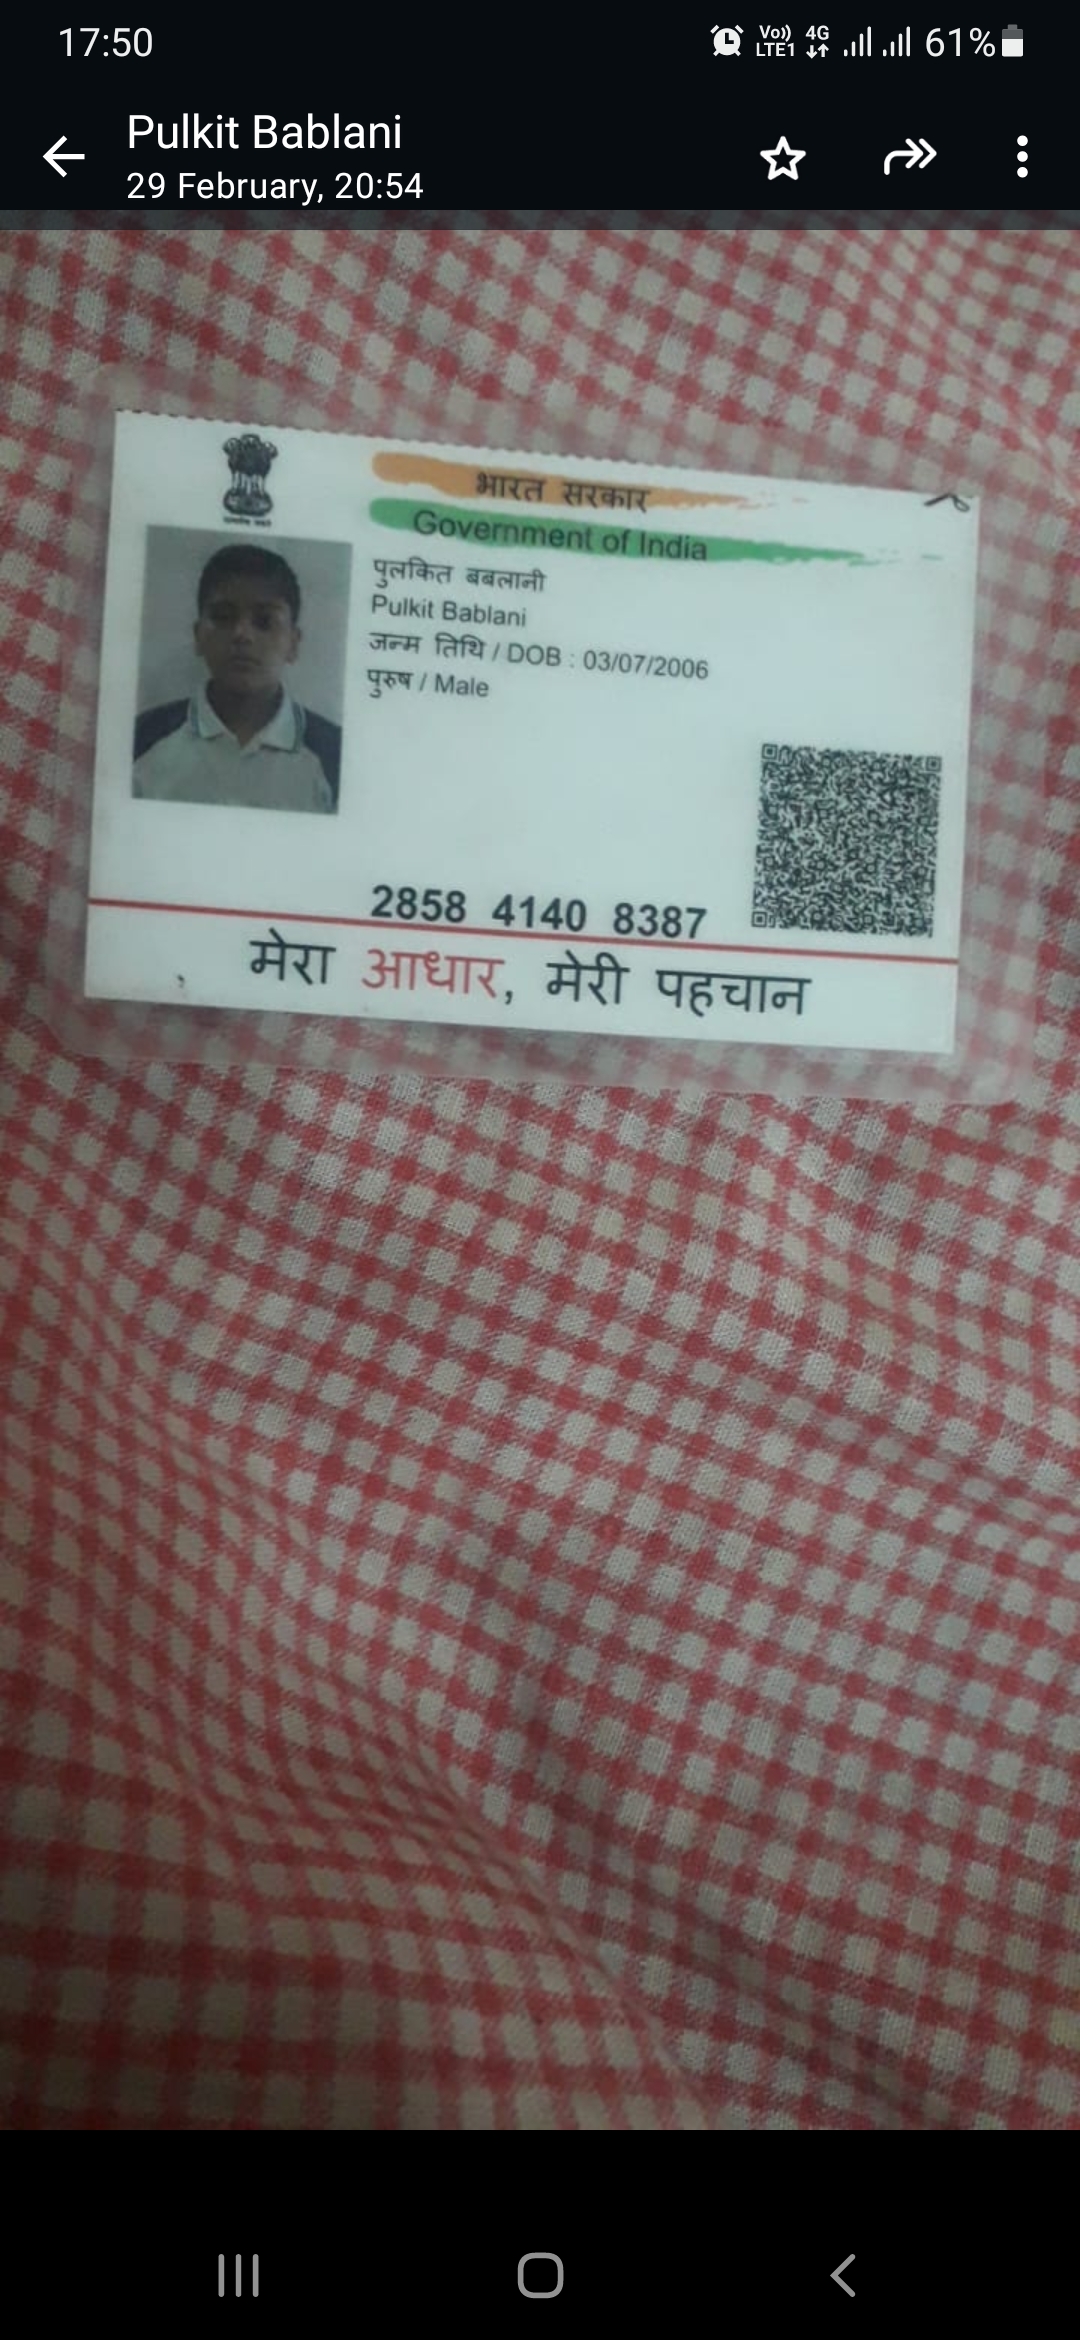 17:50
Vo)) LTE1 4G 61%
Pulkit Bablani
29 February, 20:54
भारत सरकार
Government of India
पुलकित बबलानी
Pulkit Bablani
जन्म तिथि / DOB : 03/07/2006
पुरुष / Male
2858 4140 8387
मेरा आधार, मेरी पहचान